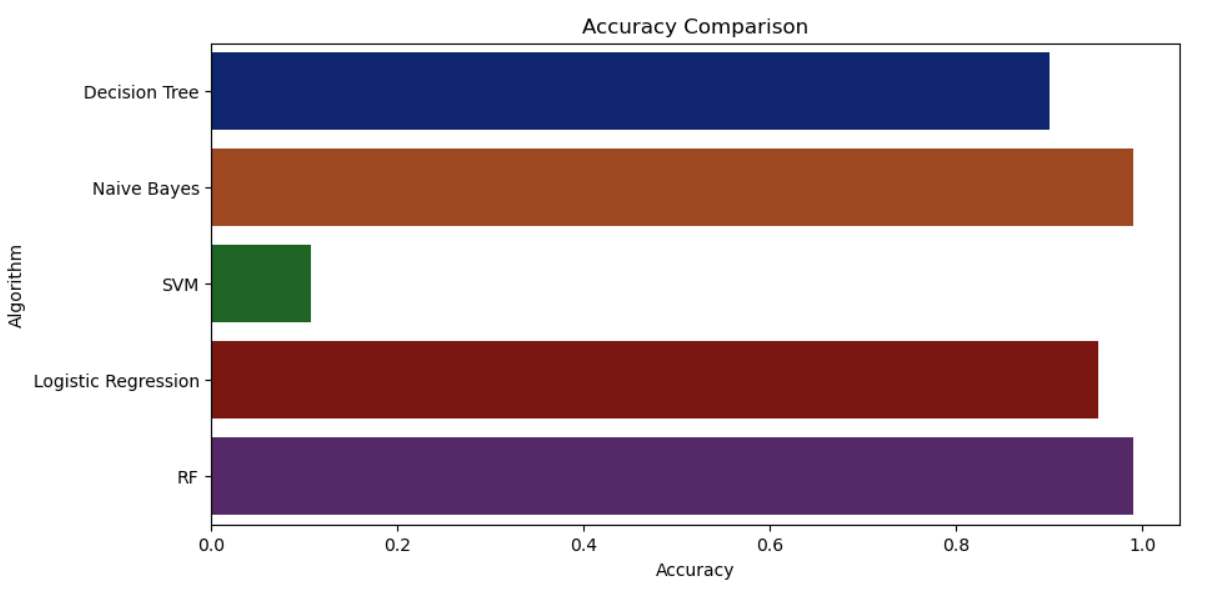 Accuracy Comparison
Decision Tree
Naive Bayes
SVM
Logistic Regression
RF
Algorithm
0.0 0.2 0.4 0.6 0.8 1.0
Accuracy